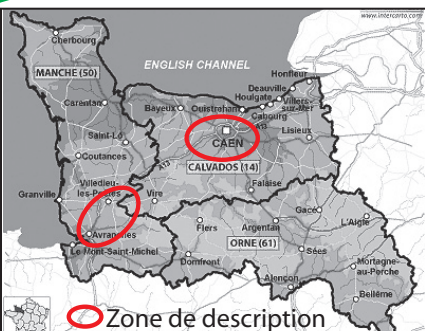 www.intercarto.com
Cherbourg
ENGLISH CHANNEL
MANCHE (50)
Honfleur
Deauville
Houlgate
Villers-
sur-Mer
Carentan
Bayeux
Ouistreham
Cabourg
A13
Saint-Lô
CAEN
Lisieux
Coutances
A13
CALVADOS (14)
Villedieu-
les-Poêles
Granville
Vire
Falaise
Avranches
Flers
Argentan
Gacé
L'Aigle
Le Mont-Saint-Michel
ORNE (61)
Domfront
Sées
Mortagne-
au-Perche
Alençon
Bellême
Zone de description